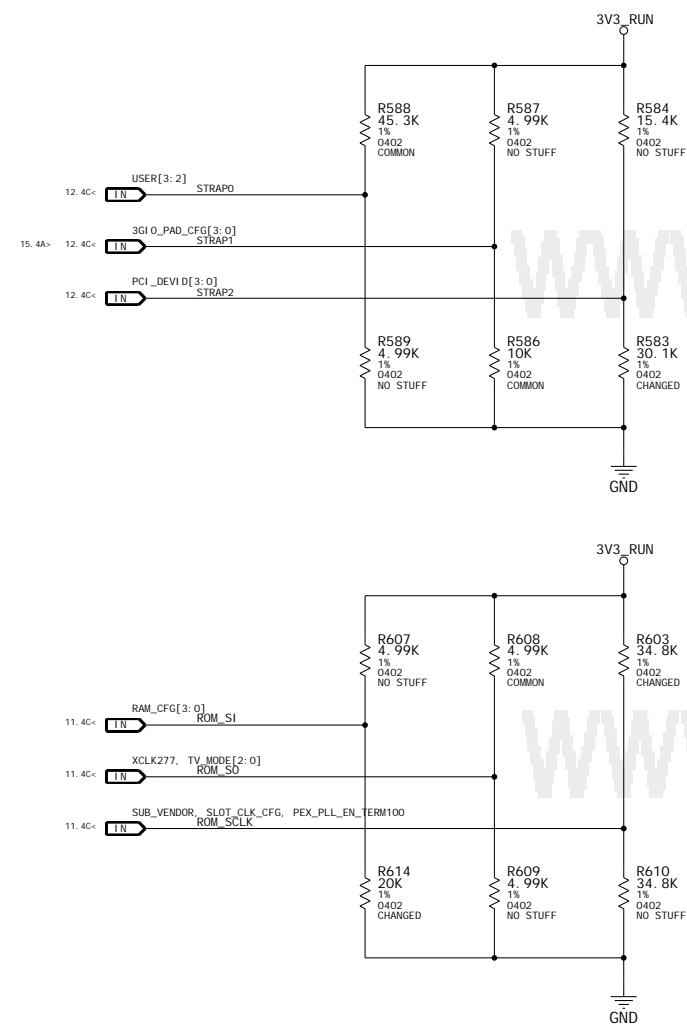 3V3_RUN
R588
45.3K
1%
0402
COMMON
R587
4.99K
1%
0402
NO STUFF
R584
15.4K
1%
0402
NO STUFF
USER[3:2]
12.4C< IN STRAP0
3GIO_PAD_CFG[3:0]
15.4A> 12.4C< IN STRAP1
PCI_DEVID[3:0]
12.4C< IN STRAP2
R589
4.99K
1%
0402
NO STUFF
R586
10K
1%
0402
COMMON
R583
30.1K
1%
0402
CHANGED
GND
3V3_RUN
R607
4.99K
1%
0402
NO STUFF
R608
4.99K
1%
0402
COMMON
R603
34.8K
1%
0402
CHANGED
RAM_CFG[3:0]
11.4C< IN ROM_SI
XCLK277, TV_MODE[2:0]
11.4C< IN ROM_SO
SUB_VENDOR, SLOT_CLK_CFG, PEX_PLL_EN_TERM100
11.4C< IN ROM_SCLK
R614
20K
1%
0402
CHANGED
R609
4.99K
1%
0402
NO STUFF
R610
34.8K
1%
0402
NO STUFF
GND